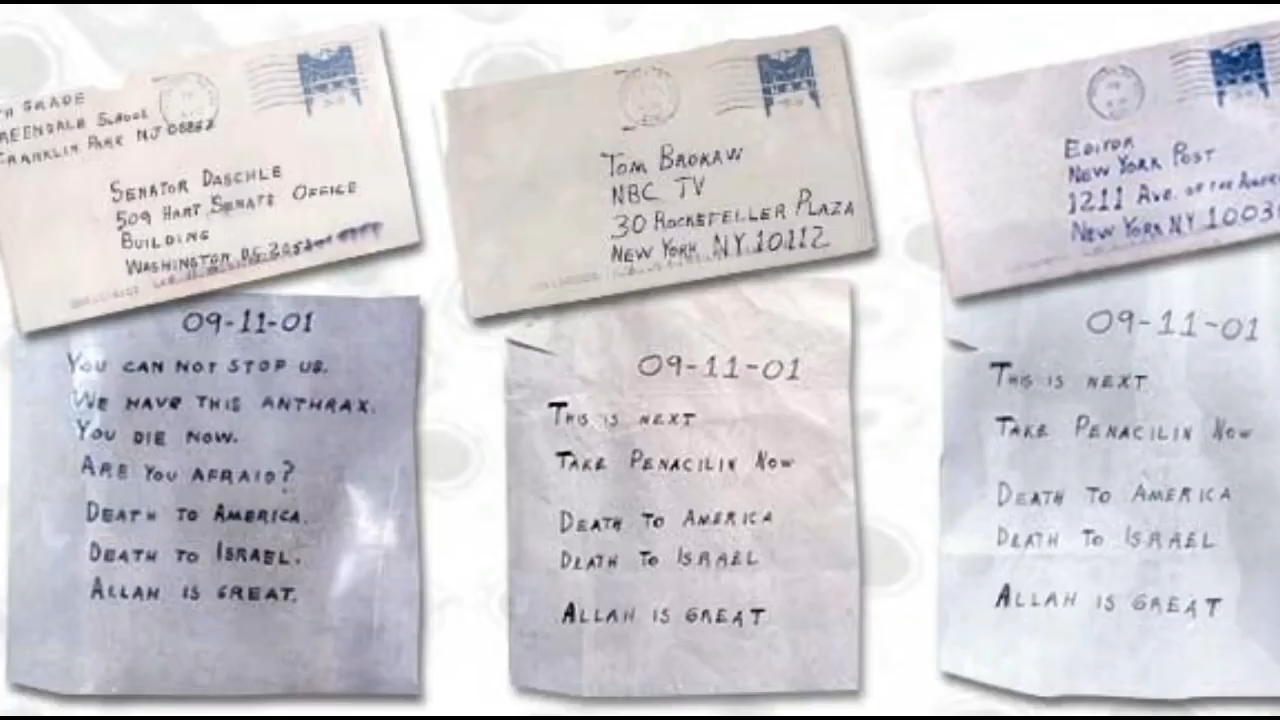 GRADE
FRANKLIN PARK NJ 08852
SENATOR DASCHLE
509 HART SENATE OFFICE
BUILDING
WASHINGTON
09-11-01
YOU CAN NOT STOP US.
WE HAVE THIS ANTHRAX.
YOU DIE NOW.
ARE YOU AFRAID?
DEATH TO AMERICA.
DEATH TO ISRAEL.
ALLAH IS GREAT.
TOM BROKAW
NBC TV
30 ROCKEFELLER PLAZA
NEW YORK NY 10112
09-11-01
THIS IS NEXT
TAKE PENACILIN NOW
DEATH TO AMERICA
DEATH TO ISRAEL
ALLAH IS GREAT
EDITOR
NEW YORK POST
1211 AVE. OF THE
NEW YORK NY
09-11-01
THIS IS NEXT
TAKE PENACILIN NOW
DEATH TO AMERICA
DEATH TO ISRAEL
ALLAH IS GREAT